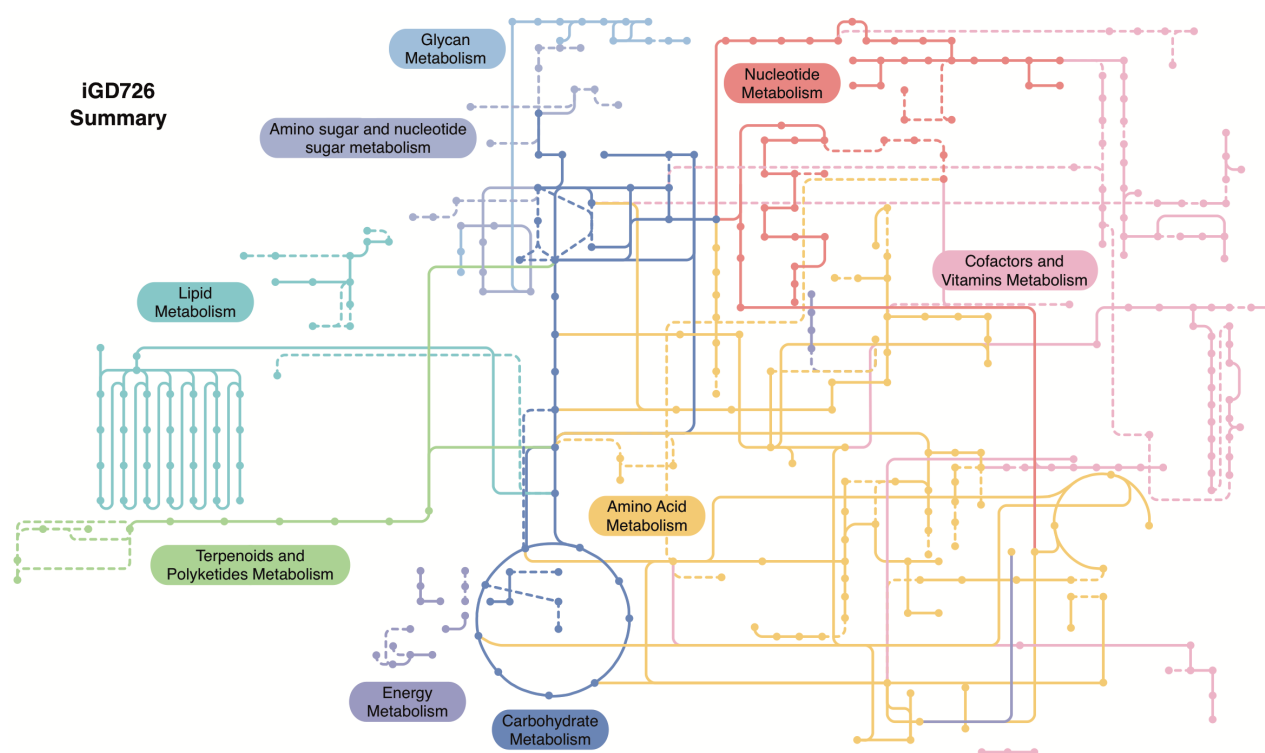 iGD726
Summary
Glycan
Metabolism
Nucleotide
Metabolism
Amino sugar and nucleotide
sugar metabolism
Cofactors and
Vitamins Metabolism
Lipid
Metabolism
Amino Acid
Metabolism
Terpenoids and
Polyketides Metabolism
Energy
Metabolism
Carbohydrate
Metabolism